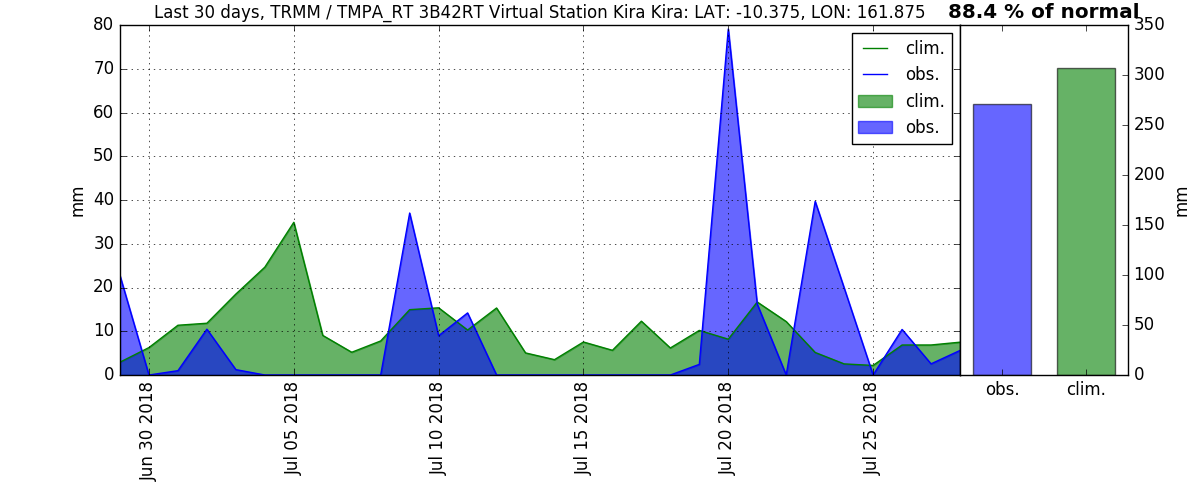 Last 30 days, TRMM / TMPA_RT 3B42RT Virtual Station Kira Kira: LAT: -10.375, LON: 161.875
88.4 % of normal
80
70
60
50
40
30
20
10
0
mm
clim.
obs.
clim.
obs.
Jun 30 2018
Jul 05 2018
Jul 10 2018
Jul 15 2018
Jul 20 2018
Jul 25 2018
350
300
250
200
150
100
50
0
mm
obs.
clim.